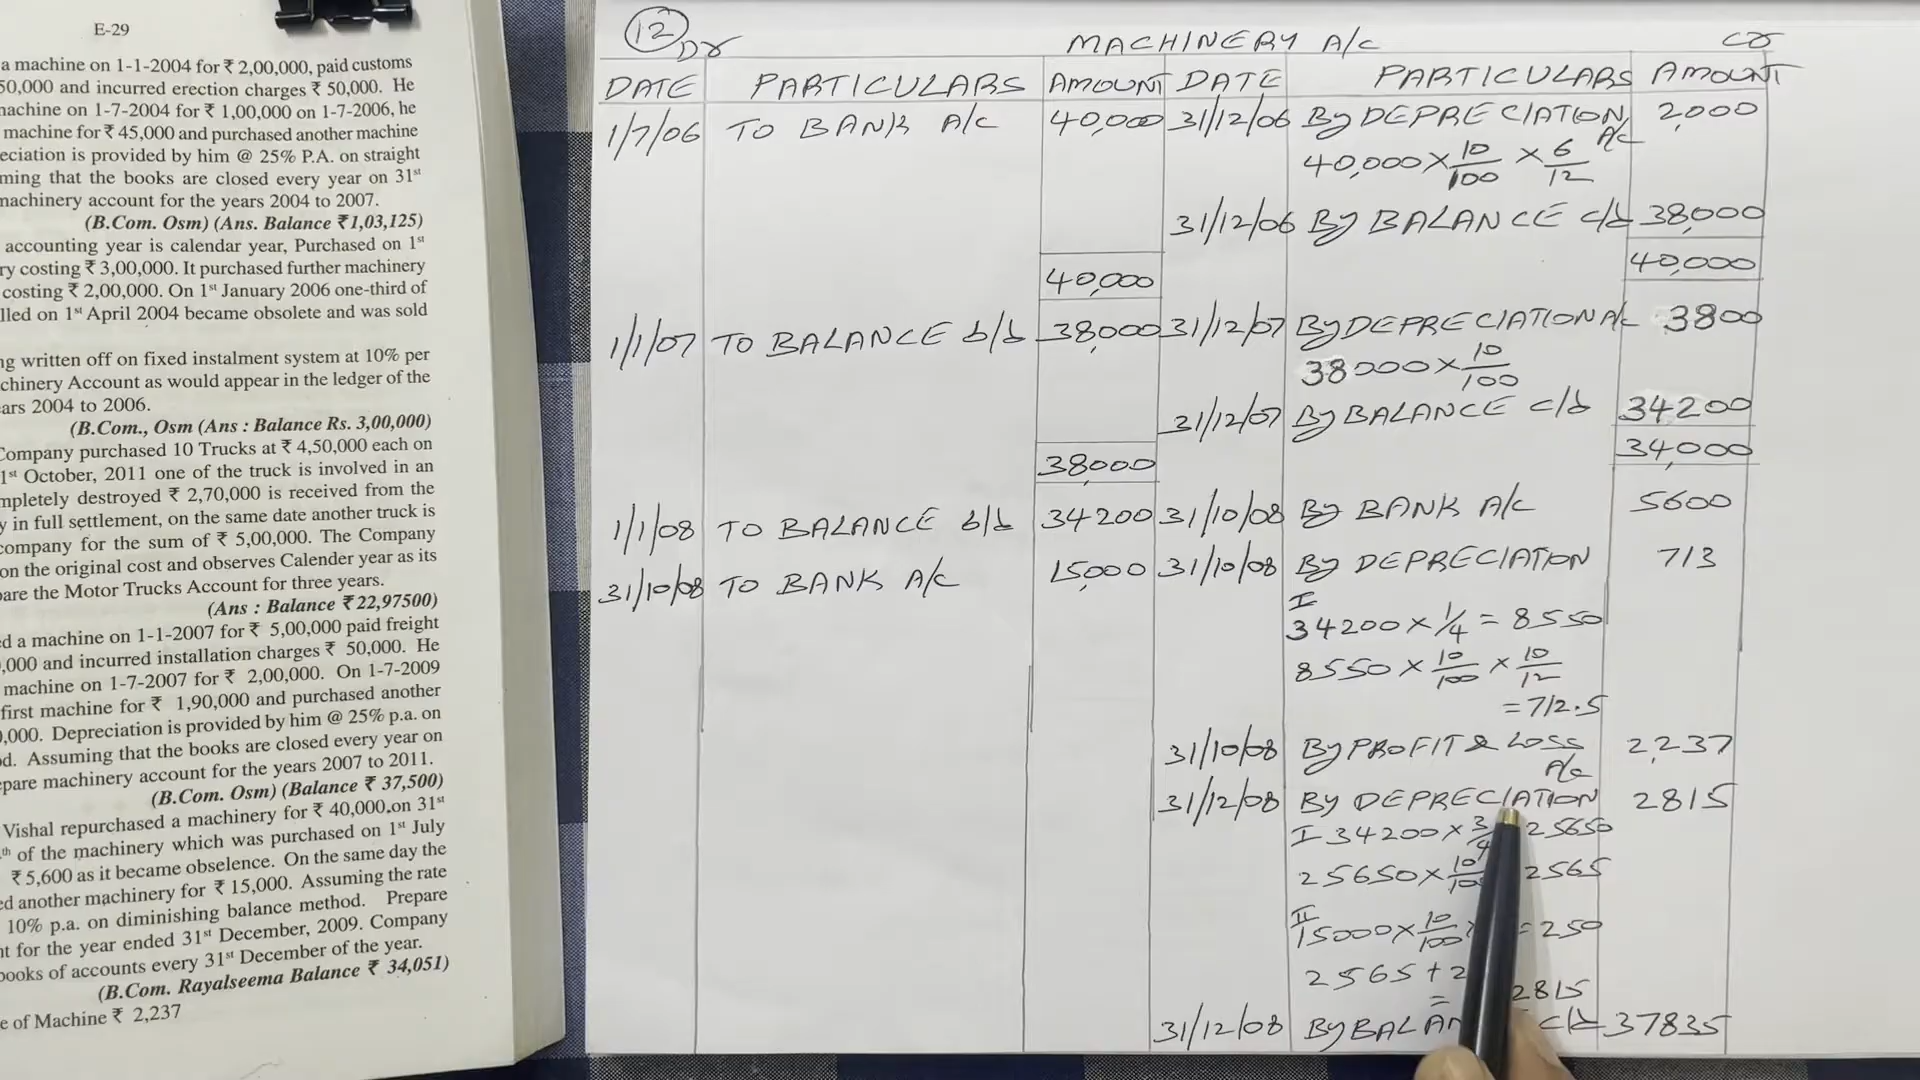 E-29
a machine on 1-1-2004 for ₹ 2,00,000, paid customs
50,000 and incurred erection charges ₹ 50,000. He
machine on 1-7-2004 for ₹ 1,00,000 on 1-7-2006, he
machine for ₹ 45,000 and purchased another machine
eciation is provided by him @ 25% P.A. on straight
ming that the books are closed every year on 31st
machinery account for the years 2004 to 2007.
(B.Com. Osm) (Ans. Balance ₹1,03,125)
accounting year is calendar year, Purchased on 1st
ry costing ₹ 3,00,000. It purchased further machinery
costing ₹ 2,00,000. On 1st January 2006 one-third of
lled on 1st April 2004 became obsolete and was sold
ng written off on fixed instalment system at 10% per
chinery Account as would appear in the ledger of the
ars 2004 to 2006.
(B.Com., Osm (Ans : Balance Rs. 3,00,000)
Company purchased 10 Trucks at ₹ 4,50,000 each on
1st October, 2011 one of the truck is involved in an
mpletely destroyed ₹ 2,70,000 is received from the
y in full settlement, on the same date another truck is
company for the sum of ₹ 5,00,000. The Company
on the original cost and observes Calender year as its
pare the Motor Trucks Account for three years.
(Ans : Balance ₹ 22,97500)
ed a machine on 1-1-2007 for ₹ 5,00,000 paid freight
,000 and incurred installation charges ₹ 50,000. He
machine on 1-7-2007 for ₹ 2,00,000. On 1-7-2009
first machine for ₹ 1,90,000 and purchased another
0,000. Depreciation is provided by him @ 25% p.a. on
d. Assuming that the books are closed every year on
epare machinery account for the years 2007 to 2011.
(B.Com. Osm) (Balance ₹ 37,500)
Vishal repurchased a machinery for ₹ 40,000.on 31st
th of the machinery which was purchased on 1st July
₹ 5,600 as it became obselence. On the same day the
ed another machinery for ₹ 15,000. Assuming the rate
10% p.a. on diminishing balance method. Prepare
nt for the year ended 31st December, 2009. Company
books of accounts every 31st December of the year.
(B.Com. Rayalseema Balance ₹ 34,051)
e of Machine ₹ 2,237
12 Dr MACHINERY A/c Cr
DATE PARTICULARS AMOUNT DATE PARTICULARS AMOUNT
1/7/06 TO BANK A/c 40,000 31/12/06 By DEPRECIATION A/c 2,000
40,000 × 10/100 × 6/12
31/12/06 By BALANCE c/d 38,000
40,000 40,000
1/1/07 TO BALANCE b/d 38,000 31/12/07 By DEPRECIATION A/c 3800
38000 × 10/100
31/12/07 By BALANCE c/d 34200
38,000 34,000
1/1/08 TO BALANCE b/d 34200 31/10/08 By BANK A/c 5600
31/10/08 TO BANK A/c 15,000 31/10/08 By DEPRECIATION 713
I
34200 × 1/4 = 8550
8550 × 10/100 × 10/12
= 712.5
31/10/08 By PROFIT & LOSS A/c 2,237
31/12/08 By DEPRECIATION 2815
I 34200 × 3/4 25650
25650 × 10/100 2565
II
15000 × 10/100 × = 250
2565 + 2
= 2815
31/12/08 By BALAN c/d 37835